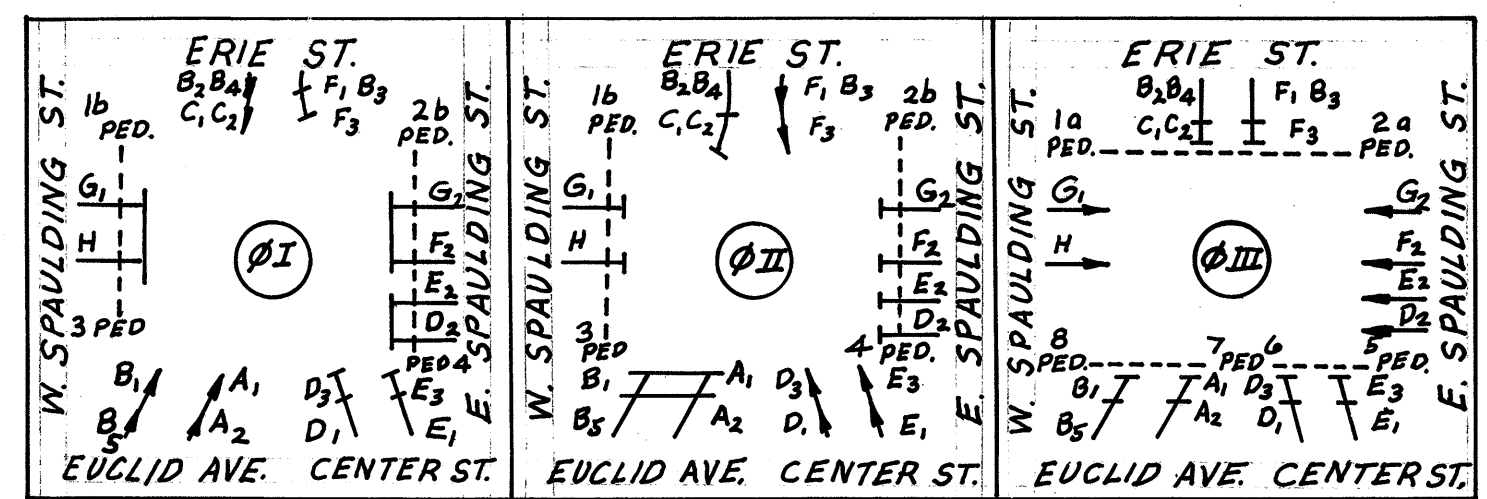 ERIE ST.
B2B4 F1 B3
C1C2 F3
1b PED. 2b PED.
W. SPAULDING ST.
G1 G2
H F2
ØI
E2
D2
3 PED PED 4
E. SPAULDING ST.
B1 A1 D3 E3
B5 A2 D1 E1
EUCLID AVE. CENTER ST.
ERIE ST.
B2B4 F1 B3
C1C2 F3
1b PED. 2b PED.
W. SPAULDING ST.
G1 G2
H F2
ØII
E2
D2
3 PED 4 PED.
E. SPAULDING ST.
B1 A1 D3 E3
B5 A2 D1 E1
EUCLID AVE. CENTER ST.
ERIE ST.
B2B4 F1 B3
C1C2 F3
1a PED. 2a PED.
W. SPAULDING ST.
G1 G2
H F2
ØIII
E2
D2
8 PED. 7 PED 6 5 PED.
E. SPAULDING ST.
B1 A1 D3 E3
B5 A2 D1 E1
EUCLID AVE. CENTER ST.